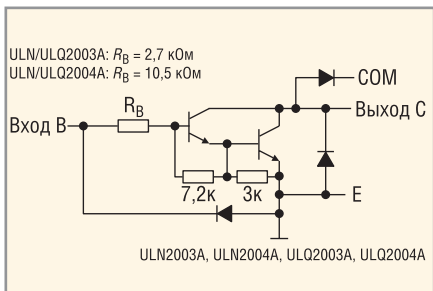 ULN/ULQ2003A: RB = 2,7 кОм
ULN/ULQ2004A: RB = 10,5 кОм
COM
RB
Выход C
Вход B
7,2к
3к
E
ULN2003A, ULN2004A, ULQ2003A, ULQ2004A